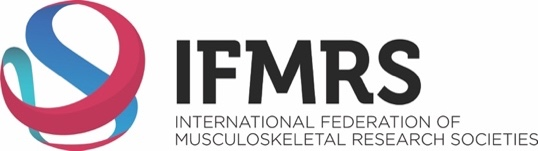 IFMRS
INTERNATIONAL FEDERATION OF
MUSCULOSKELETAL RESEARCH SOCIETIES